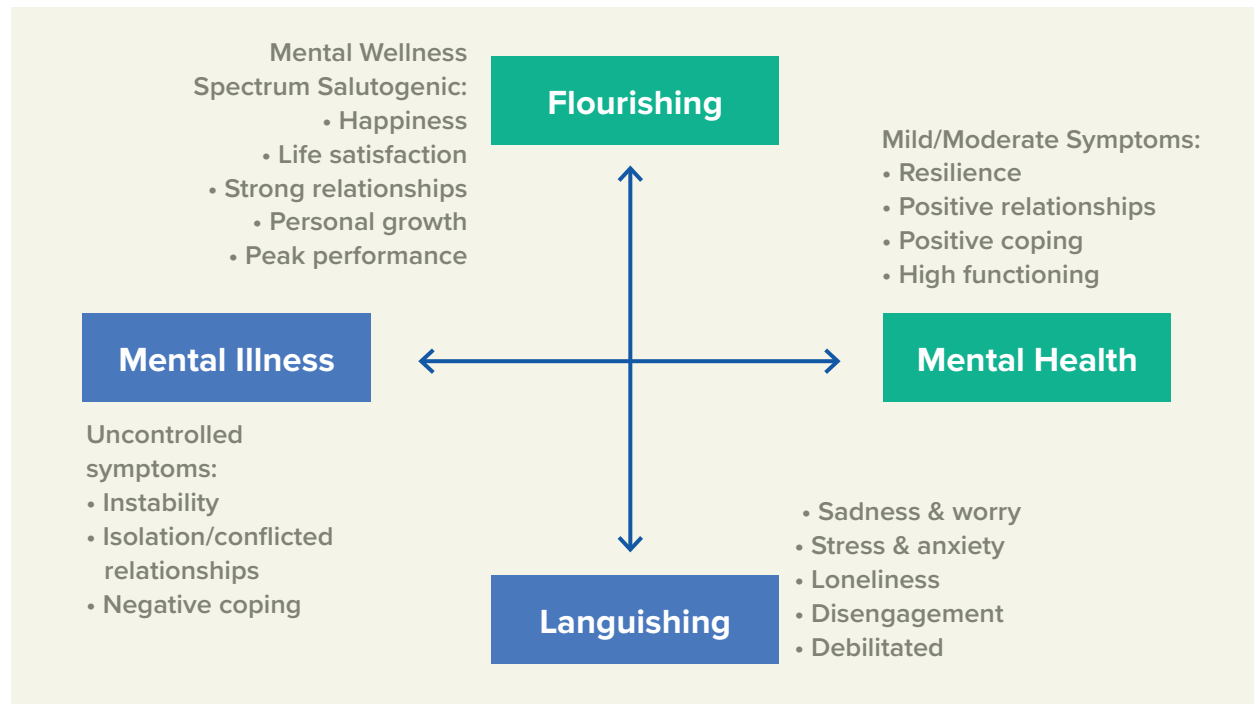 Mental Wellness
Spectrum Salutogenic:
• Happiness
• Life satisfaction
• Strong relationships
• Personal growth
• Peak performance
Flourishing
Mild/Moderate Symptoms:
• Resilience
• Positive relationships
• Positive coping
• High functioning
Mental Illness
Mental Health
Uncontrolled
symptoms:
• Instability
• Isolation/conflicted
relationships
• Negative coping
Languishing
• Sadness & worry
• Stress & anxiety
• Loneliness
• Disengagement
• Debilitated